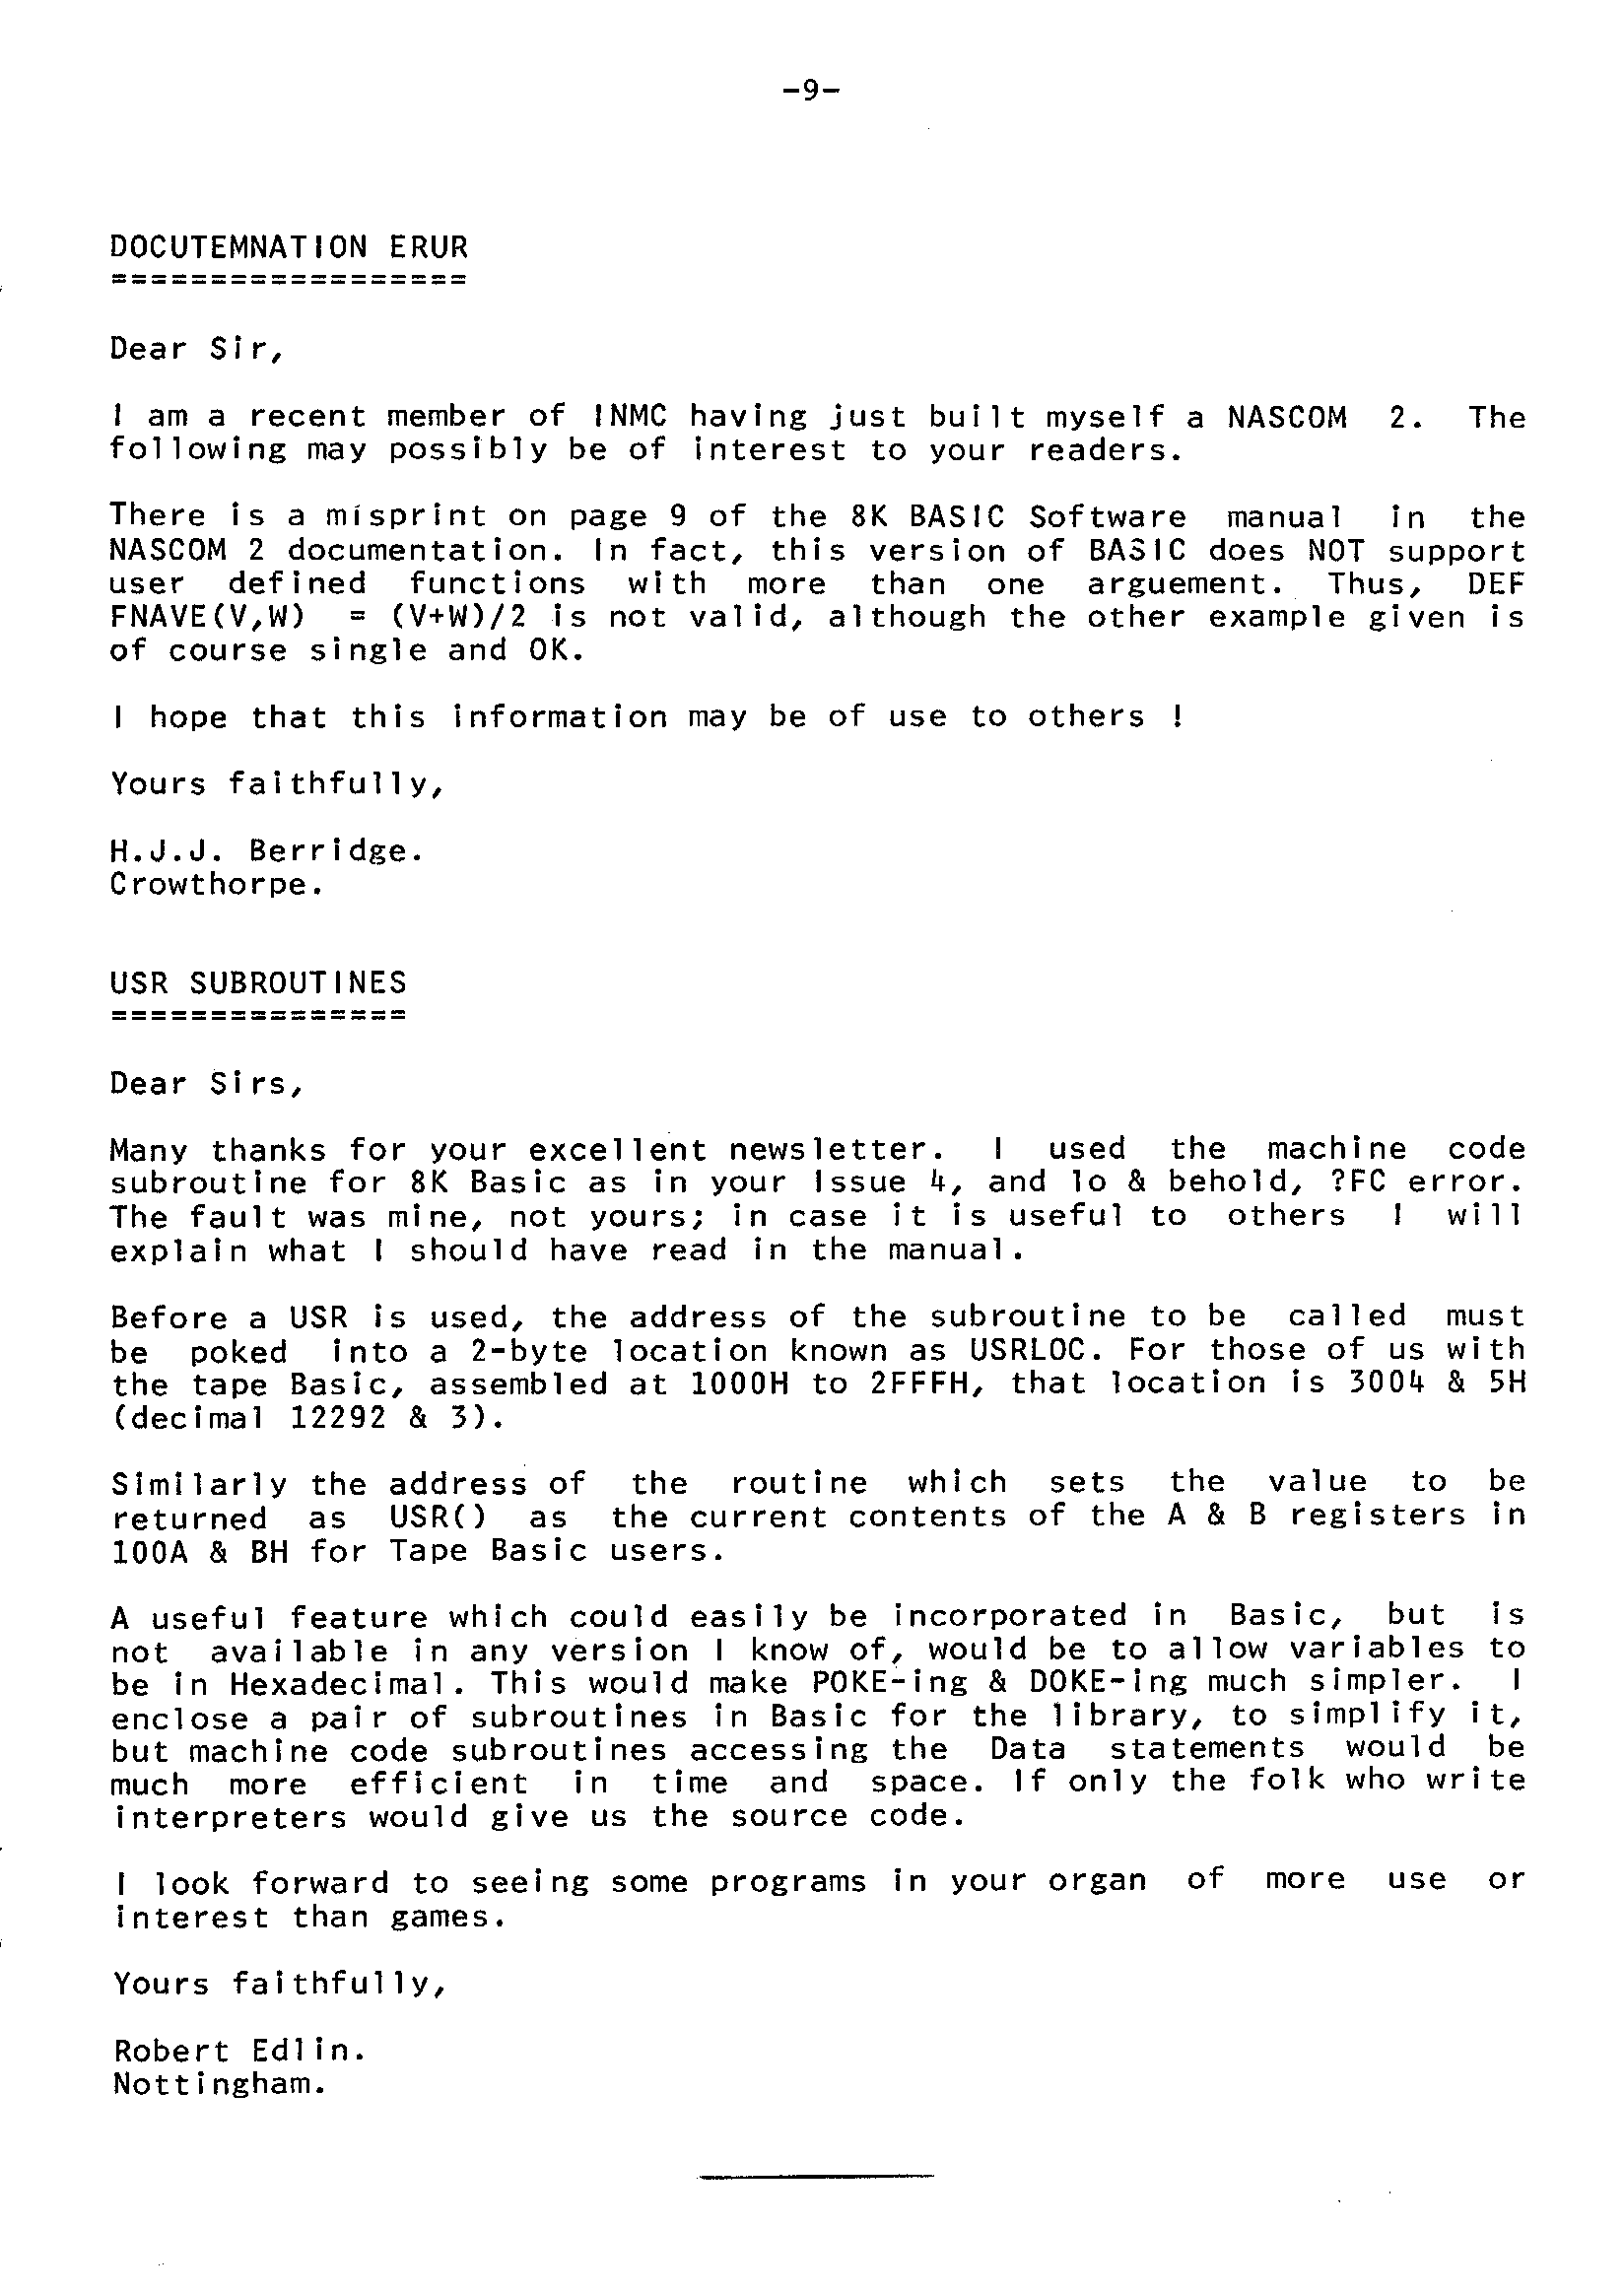 -9-
DOCUTEMNATION ERUR
==================
Dear Sir,
I am a recent member of INMC having just built myself a NASCOM 2. The
following may possibly be of interest to your readers.
There is a misprint on page 9 of the 8K BASIC Software manual in the
NASCOM 2 documentation. In fact, this version of BASIC does NOT support
user defined functions with more than one arguement. Thus, DEF
FNAVE(V,W) = (V+W)/2 is not valid, although the other example given is
of course single and OK.
I hope that this information may be of use to others !
Yours faithfully,
H.J.J. Berridge.
Crowthorpe.
USR SUBROUTINES
===============
Dear Sirs,
Many thanks for your excellent newsletter. I used the machine code
subroutine for 8K Basic as in your Issue 4, and lo & behold, ?FC error.
The fault was mine, not yours; in case it is useful to others I will
explain what I should have read in the manual.
Before a USR is used, the address of the subroutine to be called must
be poked into a 2-byte location known as USRLOC. For those of us with
the tape Basic, assembled at 1000H to 2FFFH, that location is 3004 & 5H
(decimal 12292 & 3).
Similarly the address of the routine which sets the value to be
returned as USR() as the current contents of the A & B registers in
100A & BH for Tape Basic users.
A useful feature which could easily be incorporated in Basic, but is
not available in any version I know of, would be to allow variables to
be in Hexadecimal. This would make POKE-ing & DOKE-ing much simpler. I
enclose a pair of subroutines in Basic for the library, to simplify it,
but machine code subroutines accessing the Data statements would be
much more efficient in time and space. If only the folk who write
interpreters would give us the source code.
I look forward to seeing some programs in your organ of more use or
interest than games.
Yours faithfully,
Robert Edlin.
Nottingham.